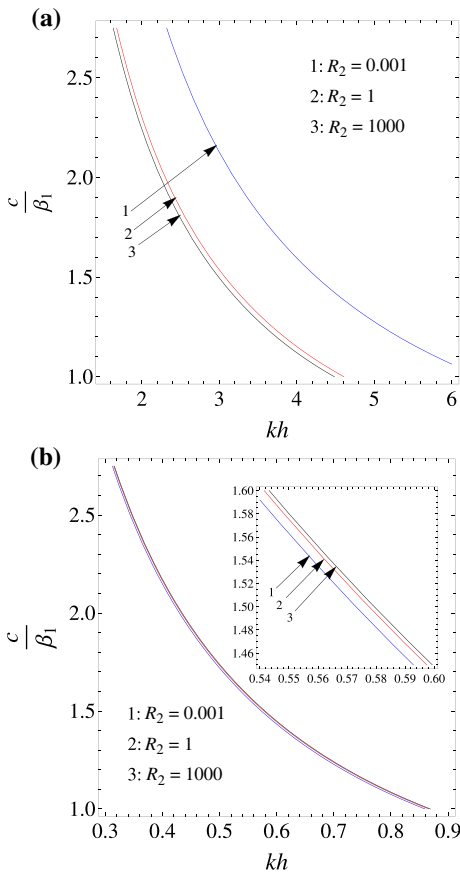 (a)
2.5
2.0
1.5
1.0
c
β₁
1: R₂ = 0.001
2: R₂ = 1
3: R₂ = 1000
1
2
3
2 3 4 5 6
kh
(b)
2.5
2.0
1.5
1.0
c
β₁
1.60
1.58
1.56
1.54
1.52
1.50
1.48
1.46
1
2
3
0.54 0.55 0.56 0.57 0.58 0.59 0.60
1: R₂ = 0.001
2: R₂ = 1
3: R₂ = 1000
0.3 0.4 0.5 0.6 0.7 0.8 0.9
kh